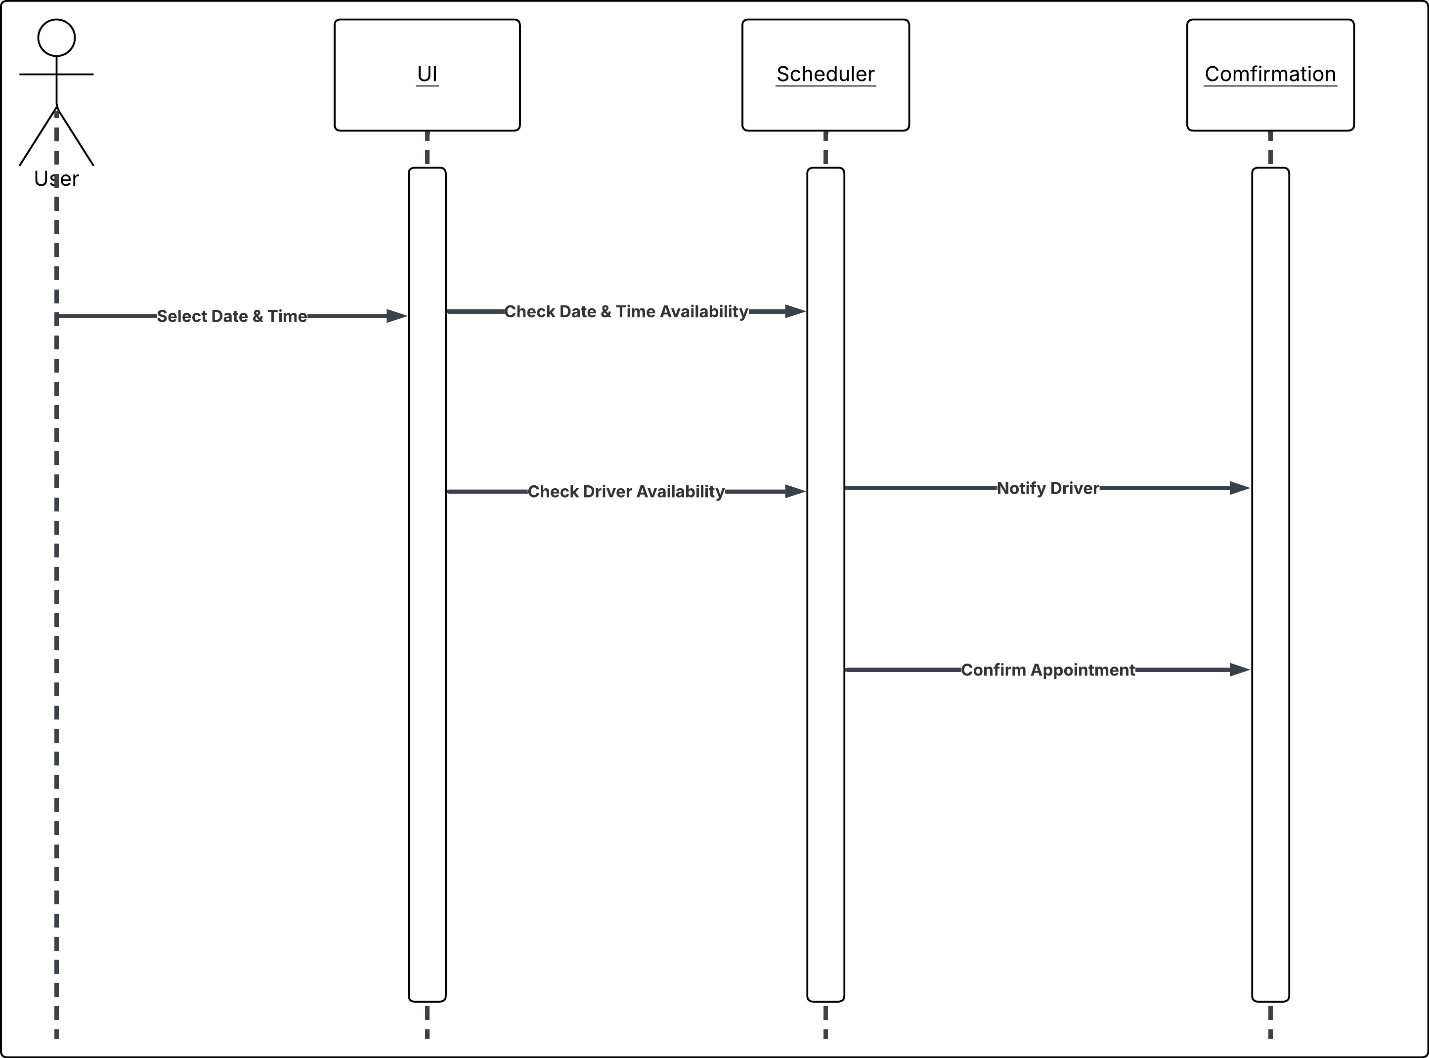 User
UI
Scheduler
Comfirmation
Select Date & Time
Check Date & Time Availability
Check Driver Availability
Notify Driver
Confirm Appointment